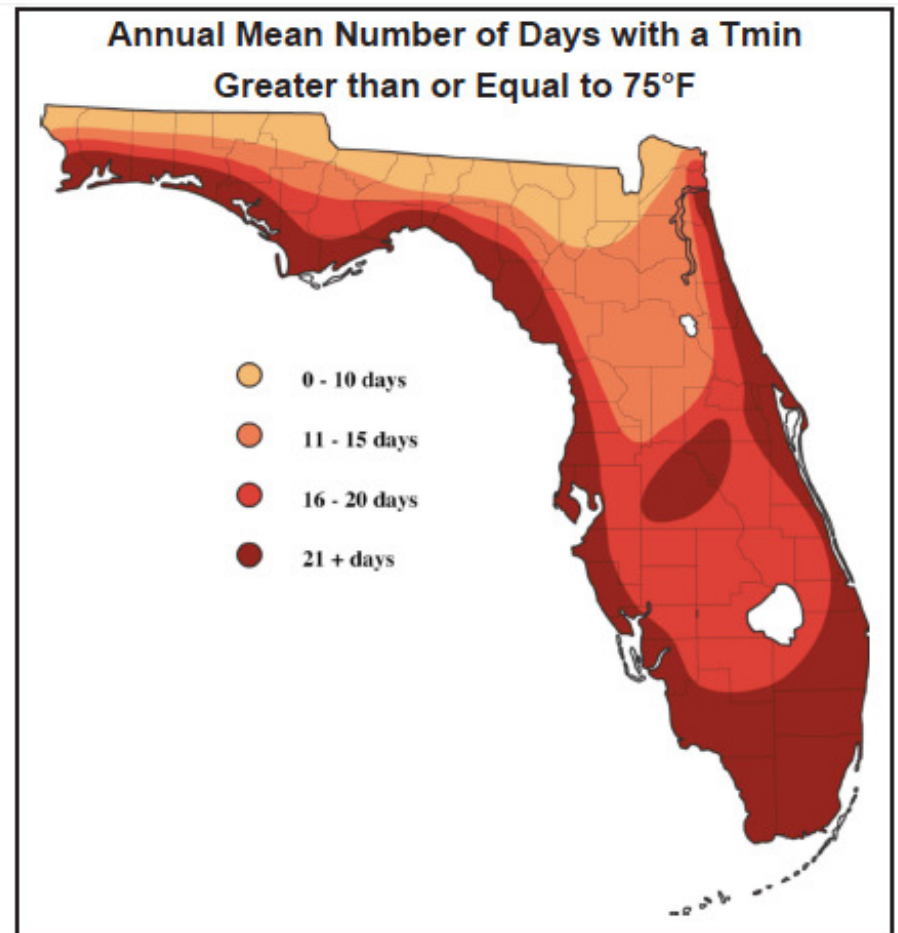 Annual Mean Number of Days with a Tmin
Greater than or Equal to 75°F
0 - 10 days
11 - 15 days
16 - 20 days
21 + days